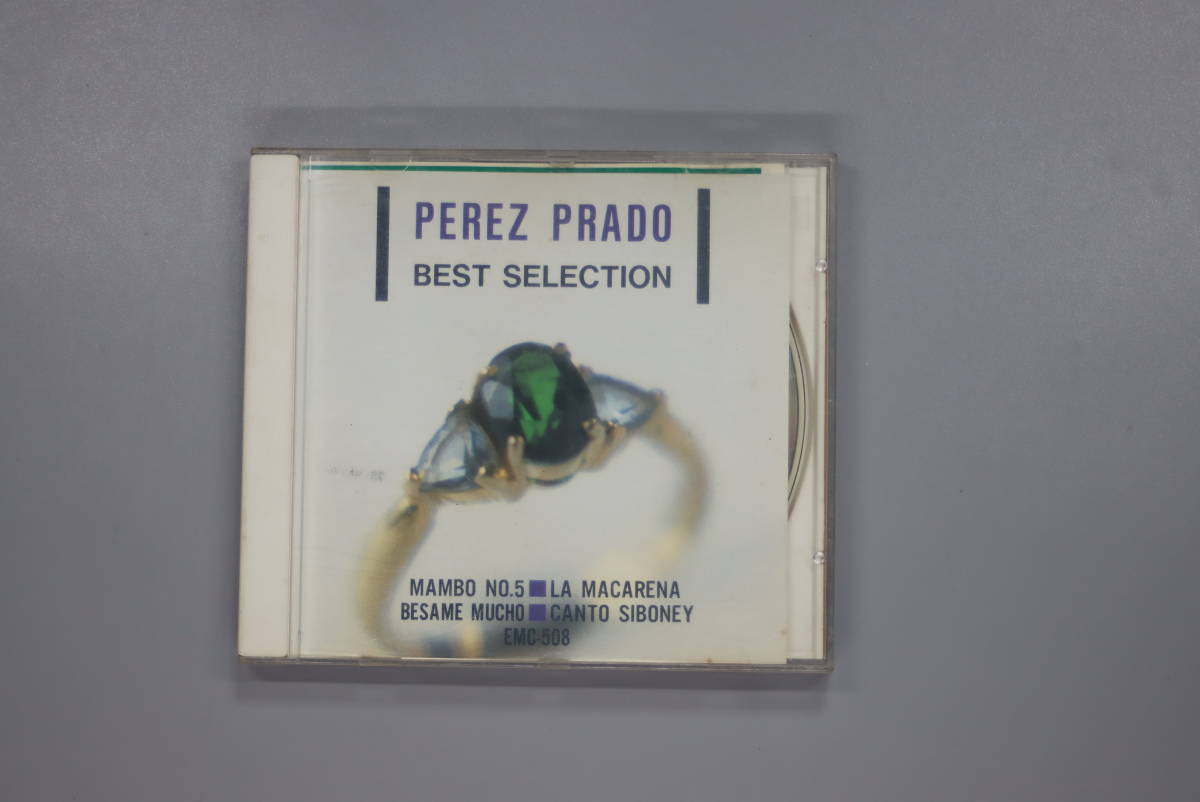 PEREZ PRADO
BEST SELECTION
MAMBO NO.5 ■ LA MACARENA
BESAME MUCHO ■ CANTO SIBONEY
EMC-508